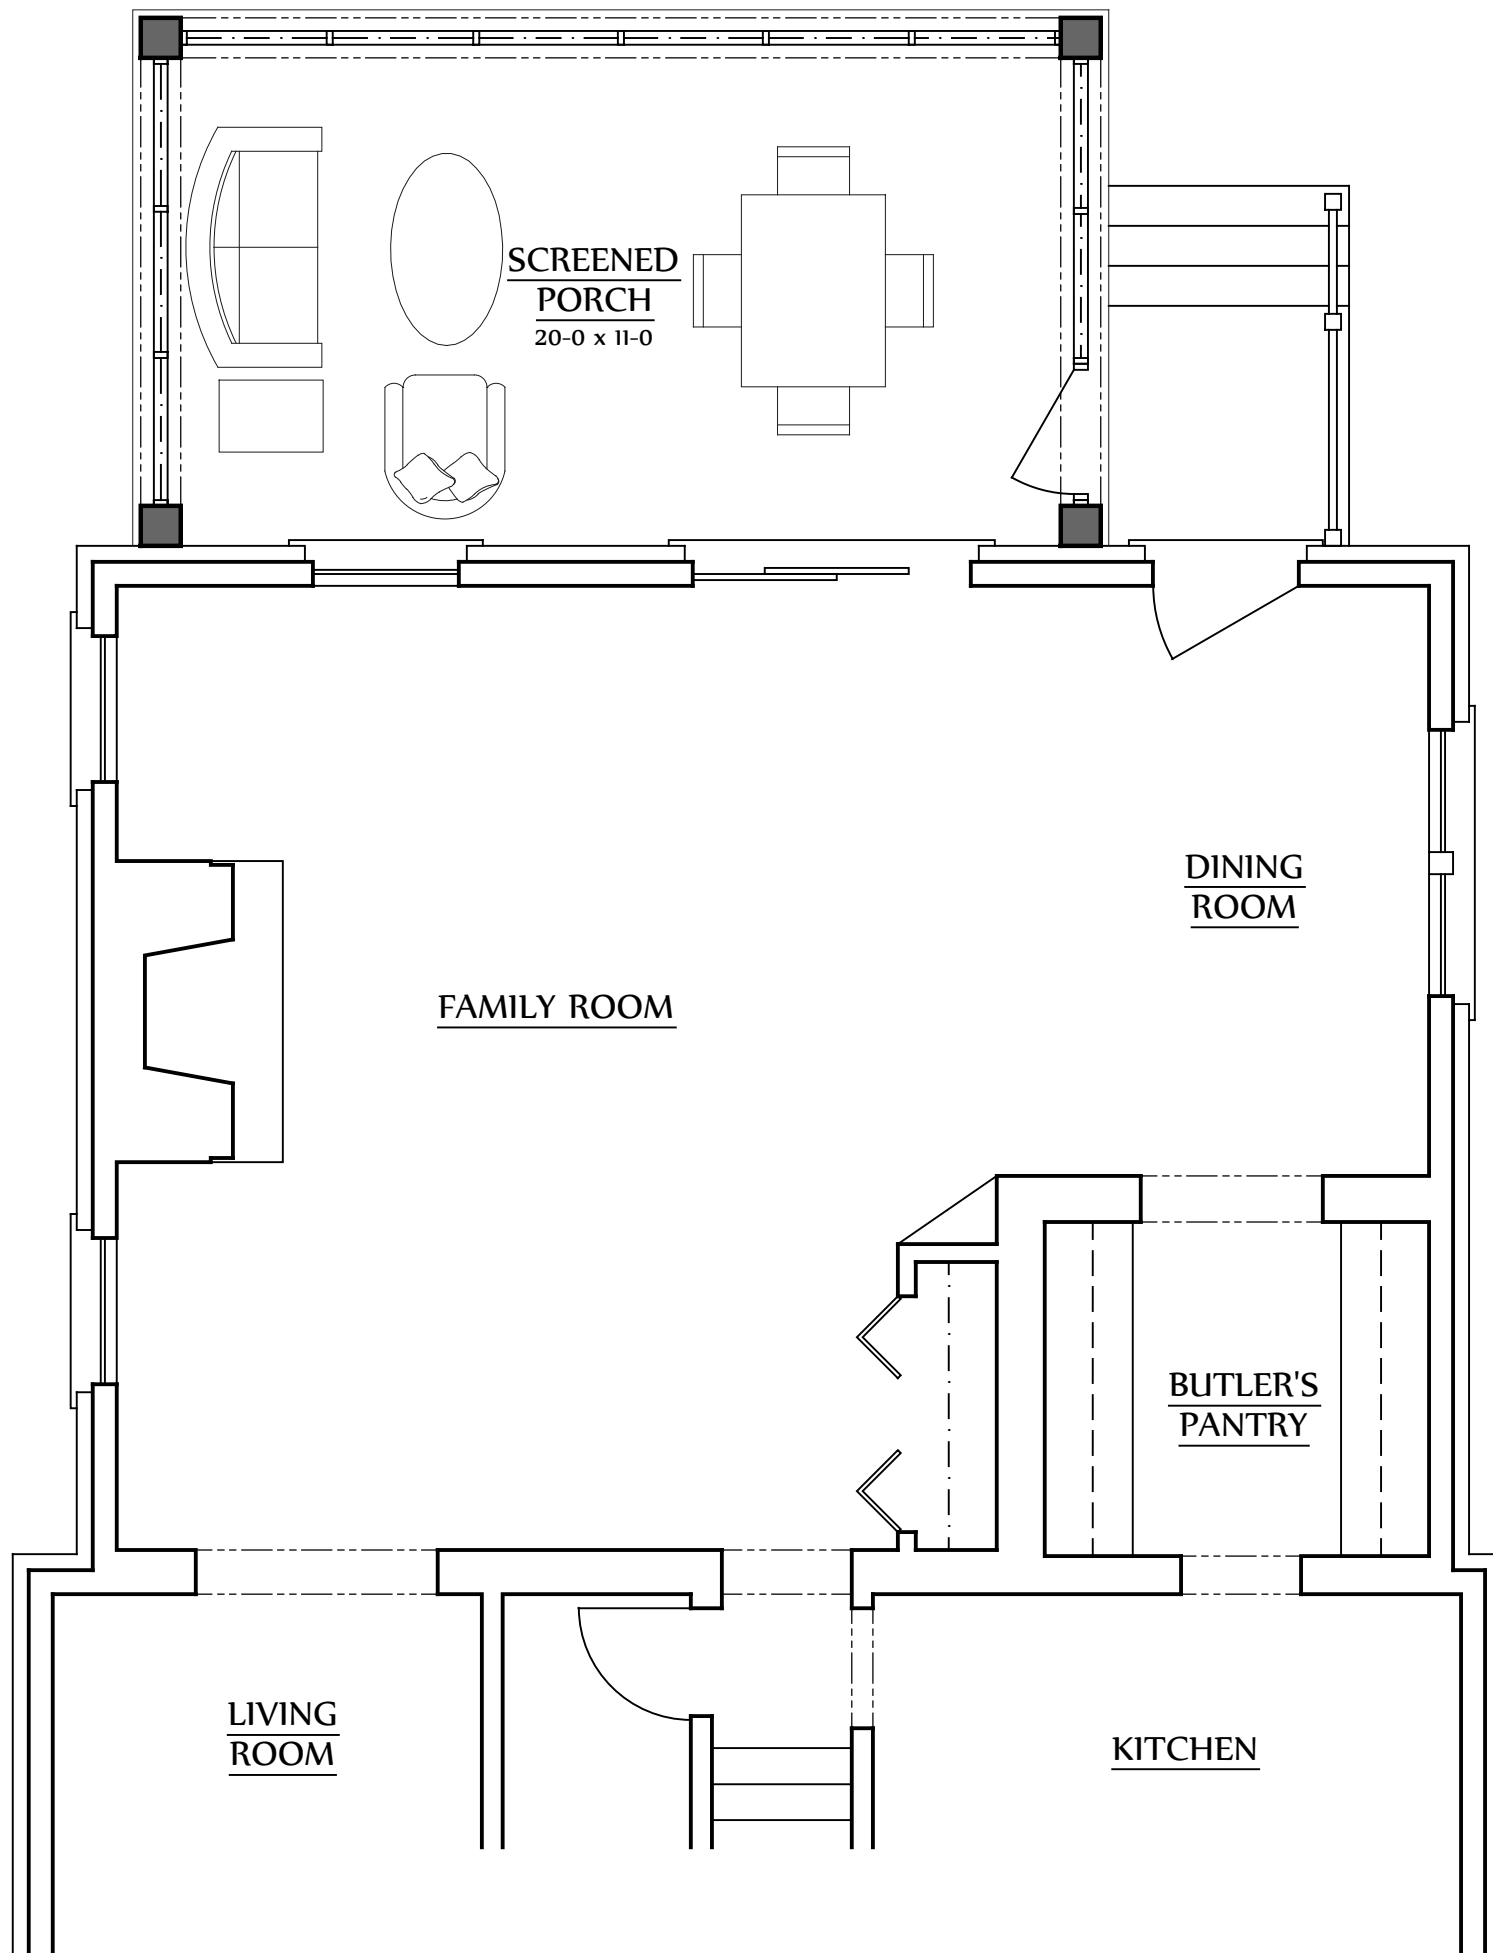 SCREENED
PORCH
20-0 x 11-0
DINING
ROOM
FAMILY ROOM
BUTLER'S
PANTRY
LIVING
ROOM
KITCHEN